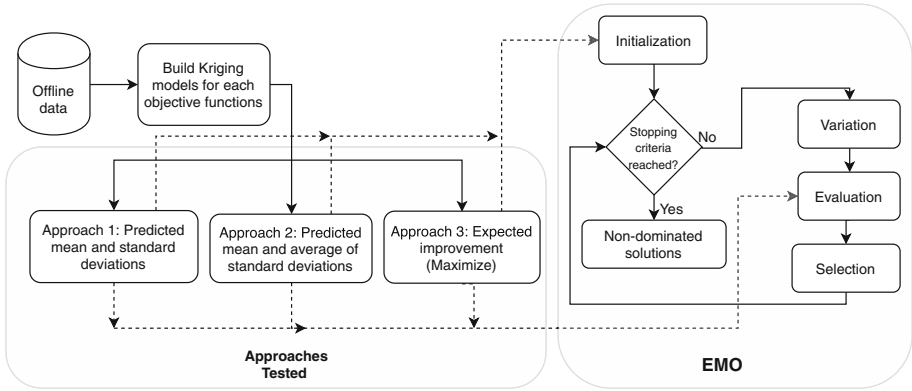 Offline
data
Build Kriging
models for each
objective functions
Approach 1: Predicted
mean and standard
deviations
Approach 2: Predicted
mean and average of
standard deviations
Approach 3: Expected
improvement
(Maximize)
Approaches
Tested
Initialization
Stopping
criteria
reached?
No
Yes
Non-dominated
solutions
Variation
Evaluation
Selection
EMO